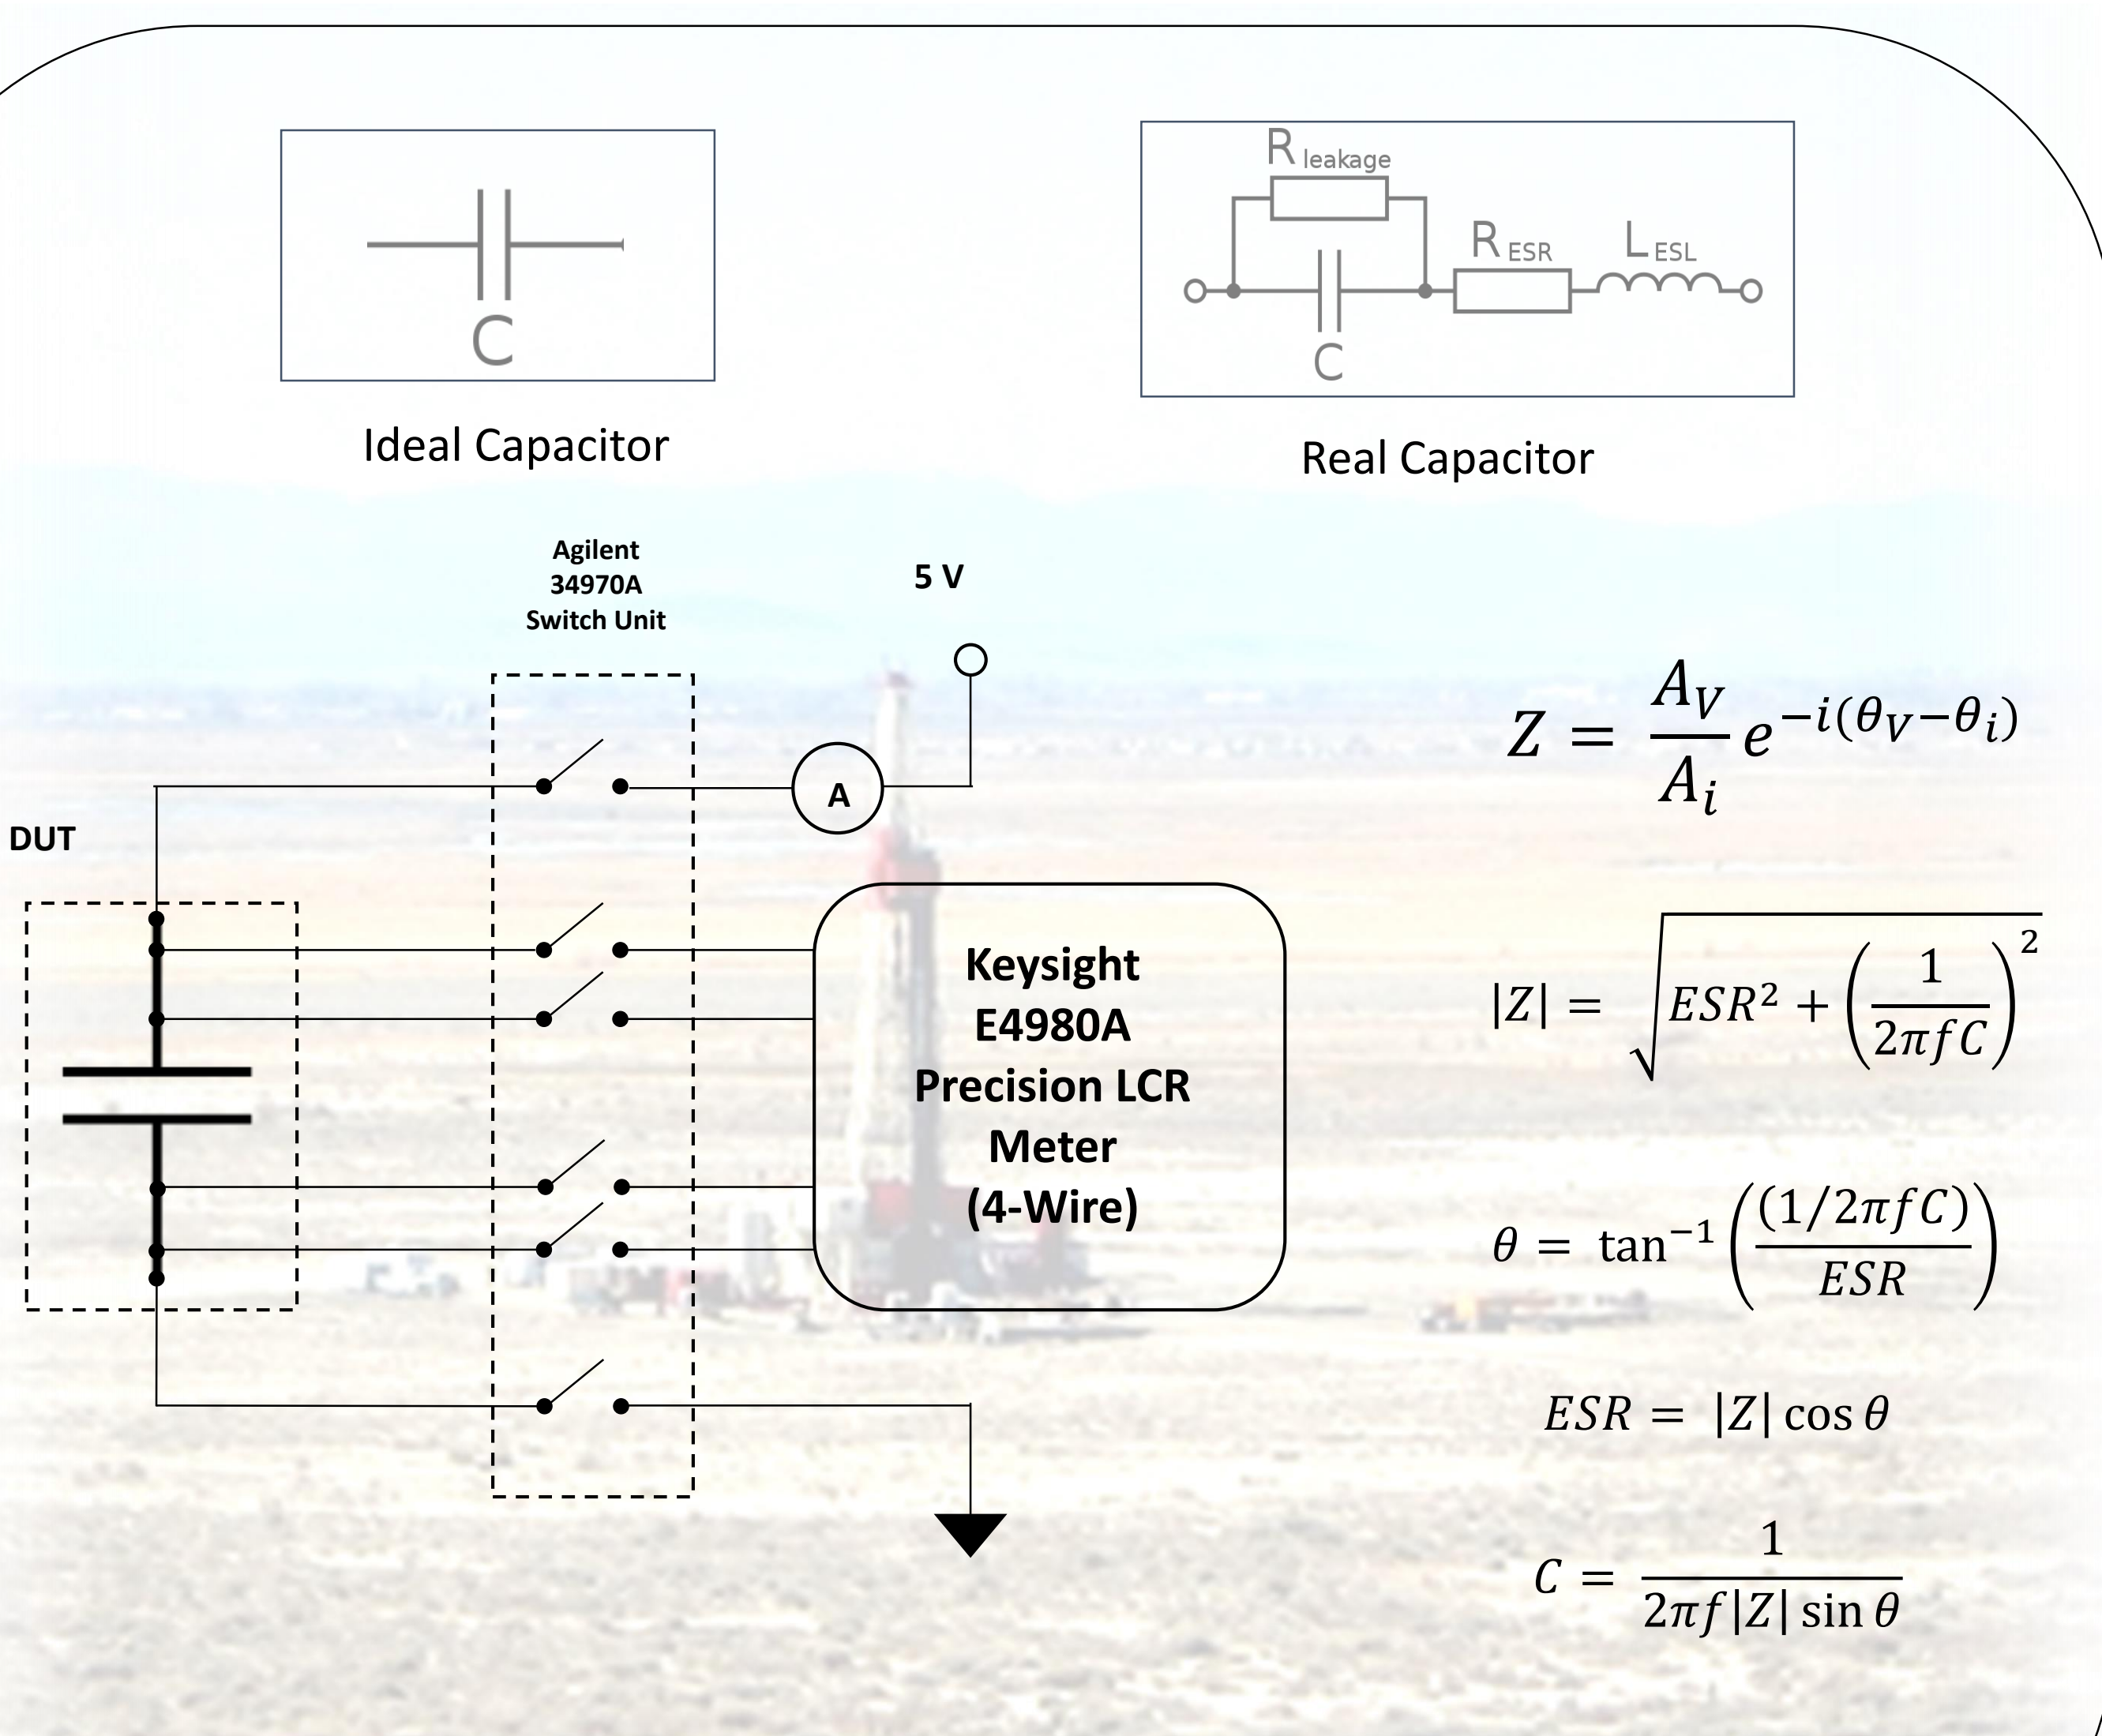 C
Ideal Capacitor
R leakage
R ESR
L ESL
C
Real Capacitor
Agilent
34970A
Switch Unit
5 V
A
DUT
Keysight
E4980A
Precision LCR
Meter
(4-Wire)
Z = A_V / A_i e^{−i(θ_V−θ_i)}
|Z| = √(ESR² + (1 / 2πfC)²)
θ = tan⁻¹((1/2πfC) / ESR)
ESR = |Z| cos θ
C = 1 / 2πf|Z| sin θ